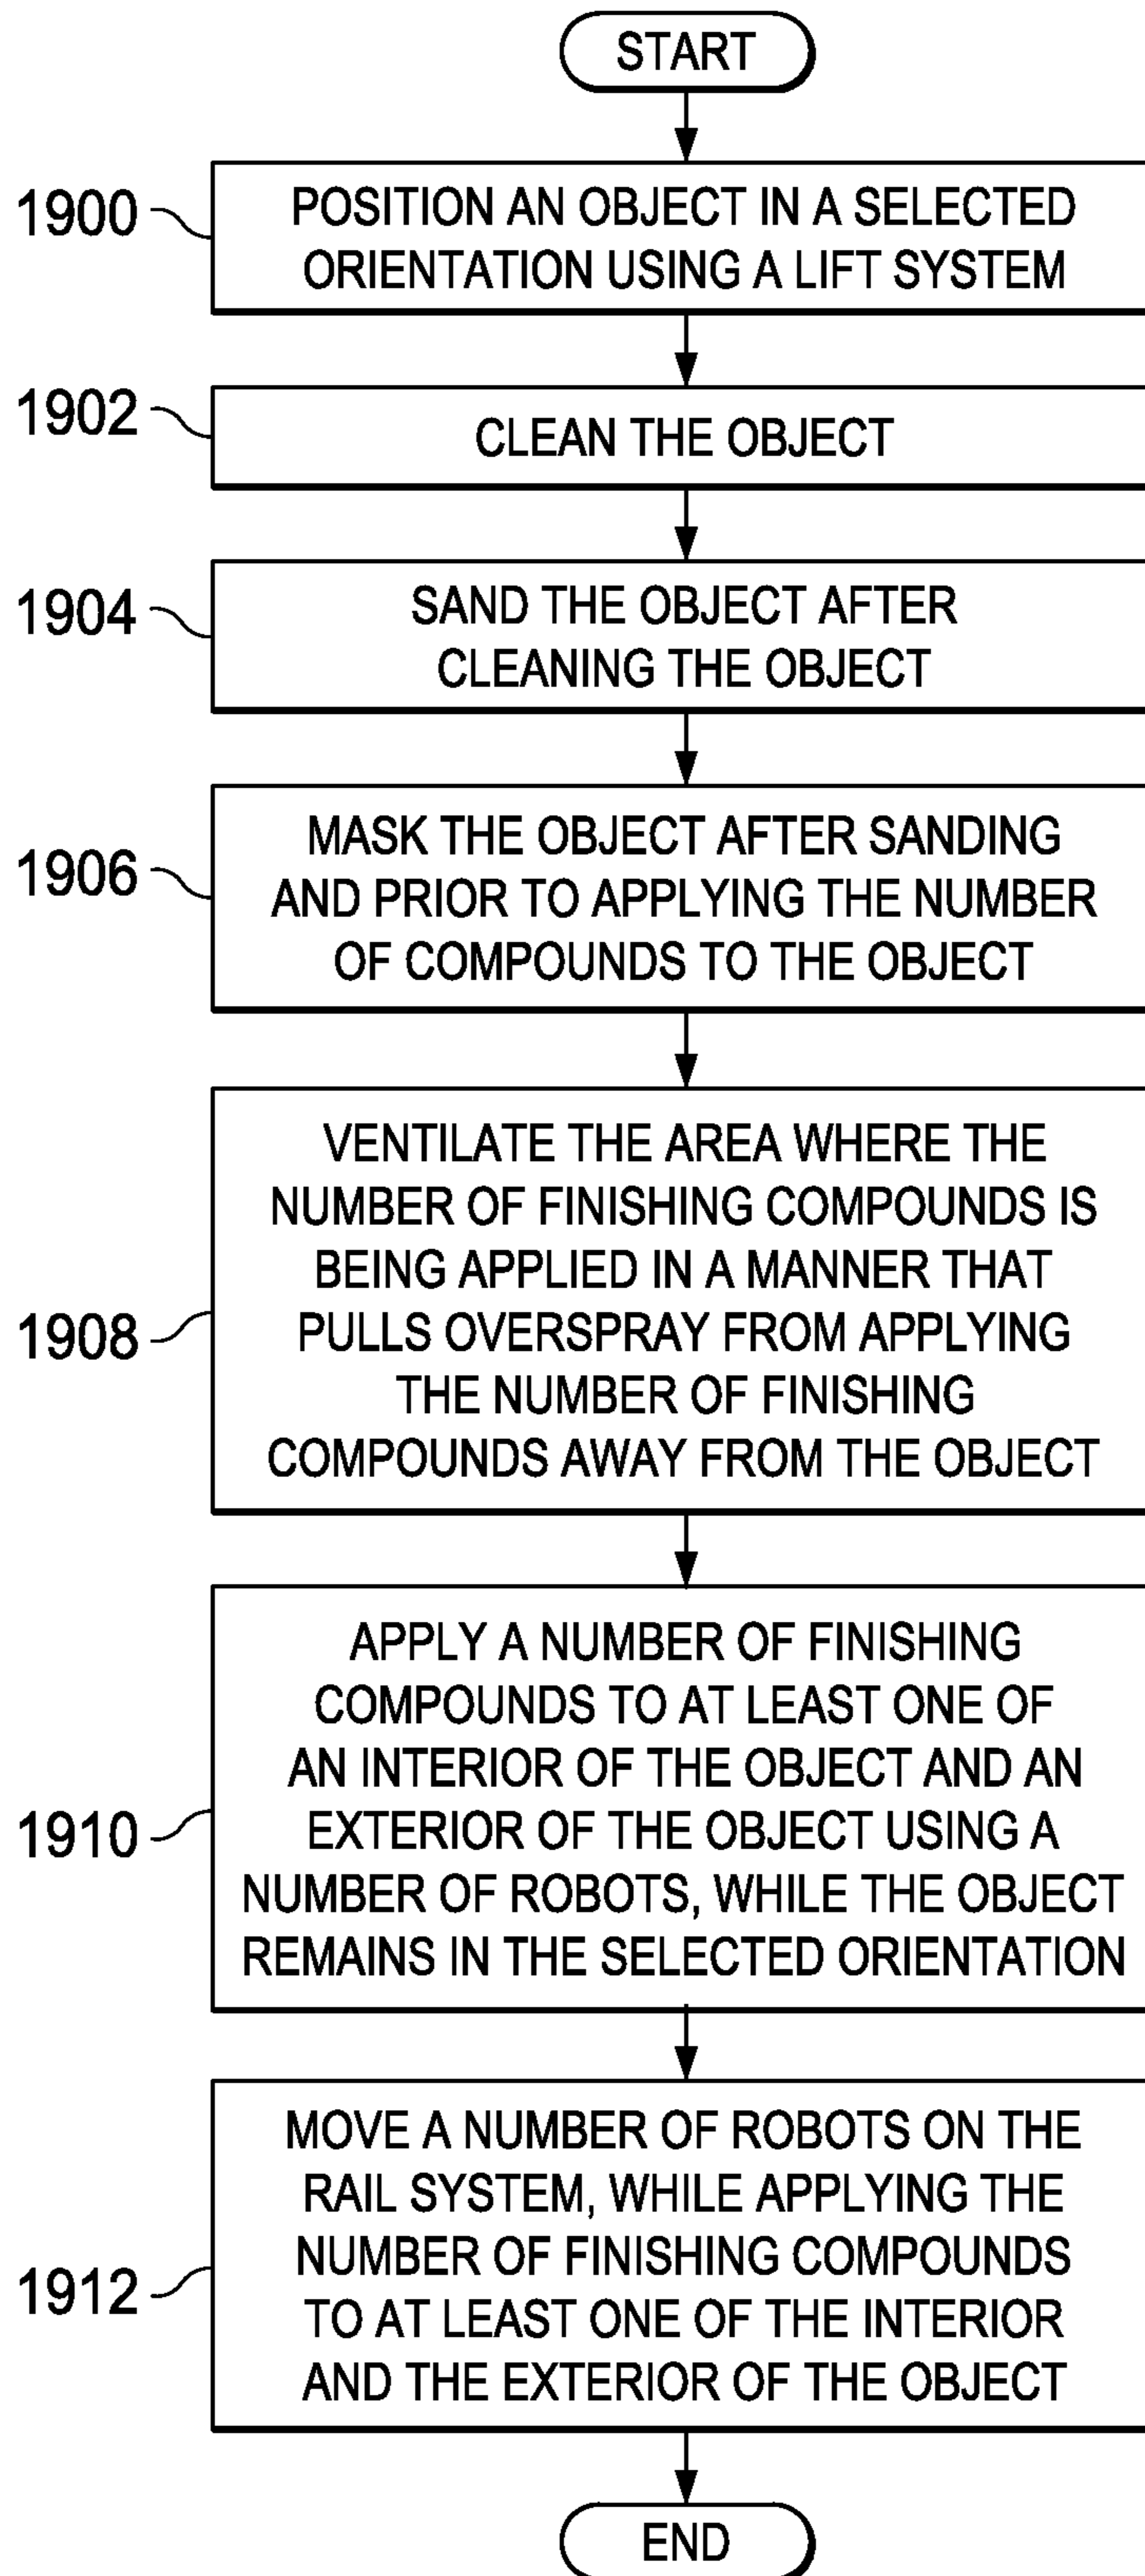 START
1900
POSITION AN OBJECT IN A SELECTED
ORIENTATION USING A LIFT SYSTEM
1902
CLEAN THE OBJECT
1904
SAND THE OBJECT AFTER
CLEANING THE OBJECT
1906
MASK THE OBJECT AFTER SANDING
AND PRIOR TO APPLYING THE NUMBER
OF COMPOUNDS TO THE OBJECT
1908
VENTILATE THE AREA WHERE THE
NUMBER OF FINISHING COMPOUNDS IS
BEING APPLIED IN A MANNER THAT
PULLS OVERSPRAY FROM APPLYING
THE NUMBER OF FINISHING
COMPOUNDS AWAY FROM THE OBJECT
1910
APPLY A NUMBER OF FINISHING
COMPOUNDS TO AT LEAST ONE OF
AN INTERIOR OF THE OBJECT AND AN
EXTERIOR OF THE OBJECT USING A
NUMBER OF ROBOTS, WHILE THE OBJECT
REMAINS IN THE SELECTED ORIENTATION
1912
MOVE A NUMBER OF ROBOTS ON THE
RAIL SYSTEM, WHILE APPLYING THE
NUMBER OF FINISHING COMPOUNDS
TO AT LEAST ONE OF THE INTERIOR
AND THE EXTERIOR OF THE OBJECT
END